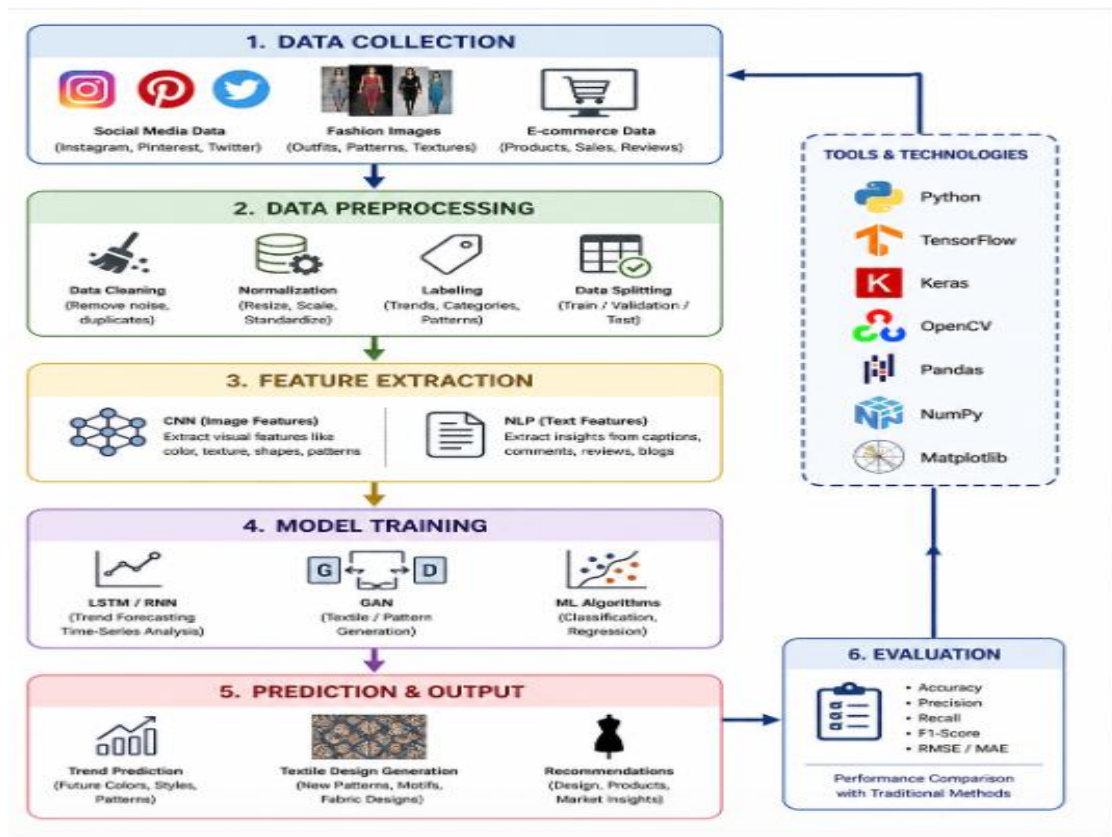 1. DATA COLLECTION
Social Media Data
(Instagram, Pinterest, Twitter)
Fashion Images
(Outfits, Patterns, Textures)
E-commerce Data
(Products, Sales, Reviews)
2. DATA PREPROCESSING
Data Cleaning
(Remove noise,
duplicates)
Normalization
(Resize, Scale,
Standardize)
Labeling
(Trends, Categories,
Patterns)
Data Splitting
(Train / Validation /
Test)
3. FEATURE EXTRACTION
CNN (Image Features)
Extract visual features like
color, texture, shapes, patterns
NLP (Text Features)
Extract insights from captions,
comments, reviews, blogs
4. MODEL TRAINING
LSTM / RNN
(Trend Forecasting
Time-Series Analysis)
G
D
GAN
(Textile / Pattern
Generation)
ML Algorithms
(Classification,
Regression)
5. PREDICTION & OUTPUT
Trend Prediction
(Future Colors, Styles,
Patterns)
Textile Design Generation
(New Patterns, Motifs,
Fabric Designs)
Recommendations
(Design, Products,
Market Insights)
6. EVALUATION
• Accuracy
• Precision
• Recall
• F1-Score
• RMSE / MAE
Performance Comparison
with Traditional Methods
TOOLS & TECHNOLOGIES
Python
TensorFlow
K
Keras
OpenCV
Pandas
NumPy
Matplotlib